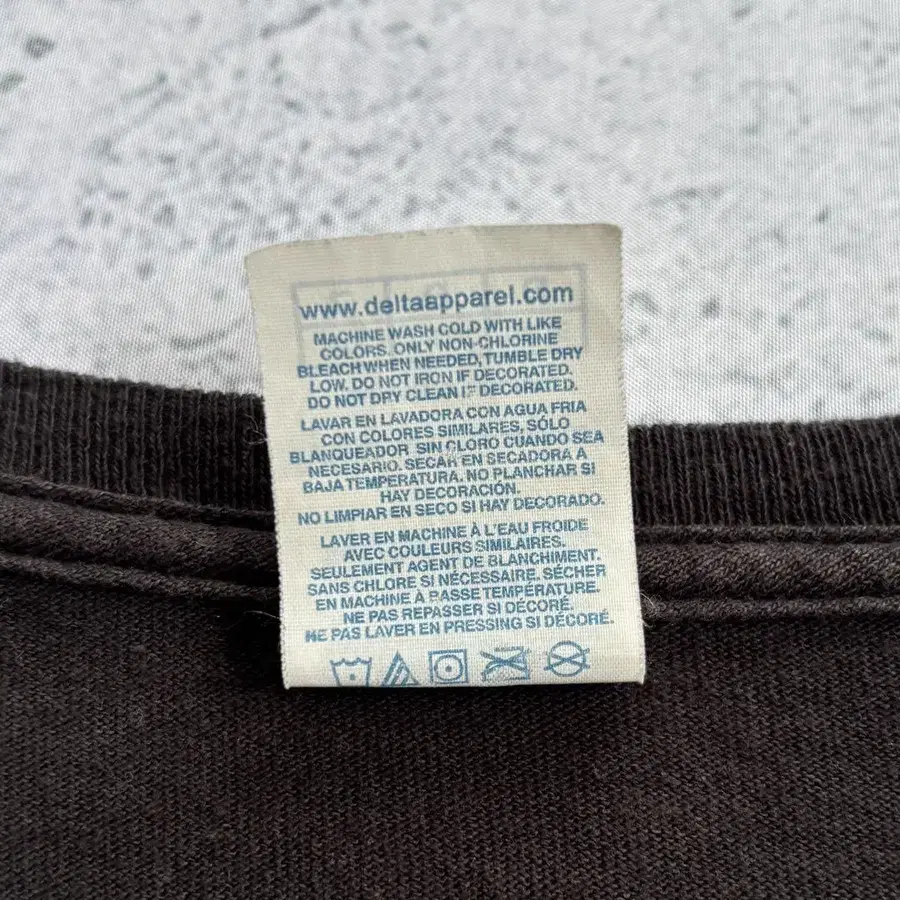 www.deltaapparel.com
MACHINE WASH COLD WITH LIKE
COLORS. ONLY NON-CHLORINE
BLEACH WHEN NEEDED, TUMBLE DRY
LOW. DO NOT IRON IF DECORATED.
DO NOT DRY CLEAN IF DECORATED.
LAVAR EN LAVADORA CON AGUA FRIA
CON COLORES SIMILARES, SÓLO
BLANQUEADOR SIN CLORO CUANDO SEA
NECESARIO. SECAR EN SECADORA A
BAJA TEMPERATURA. NO PLANCHAR SI
HAY DECORACIÓN.
NO LIMPIAR EN SECO SI HAY DECORADO.
LAVER EN MACHINE À L'EAU FROIDE
AVEC COULEURS SIMILAIRES.
SEULEMENT AGENT DE BLANCHIMENT.
SANS CHLORE SI NÉCESSAIRE. SÉCHER
EN MACHINE À BASSE TEMPÉRATURE.
NE PAS REPASSER SI DÉCORÉ.
NE PAS LAVER EN PRESSING SI DÉCORÉ.